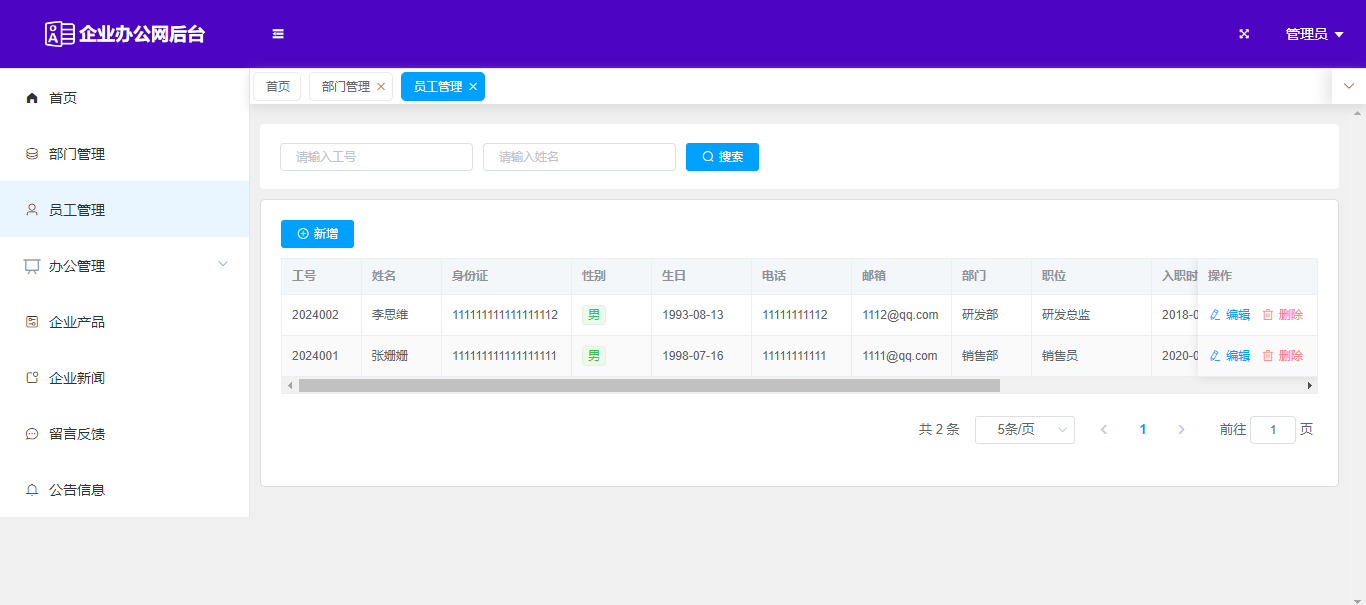 OA 企业办公网后台
管理员
首页
部门管理
员工管理
办公管理
企业产品
企业新闻
留言反馈
公告信息
首页 部门管理 员工管理
请输入工号 请输入姓名 搜索
新增
工号 姓名 身份证 性别 生日 电话 邮箱 部门 职位 入职时 操作
2024002 李思维 111111111111111112 男 1993-08-13 11111111112 1112@qq.com 研发部 研发总监 2018-0 编辑 删除
2024001 张姗姗 111111111111111111 男 1998-07-16 11111111111 1111@qq.com 销售部 销售员 2020-0 编辑 删除
共 2 条 5条/页 1 前往 1 页